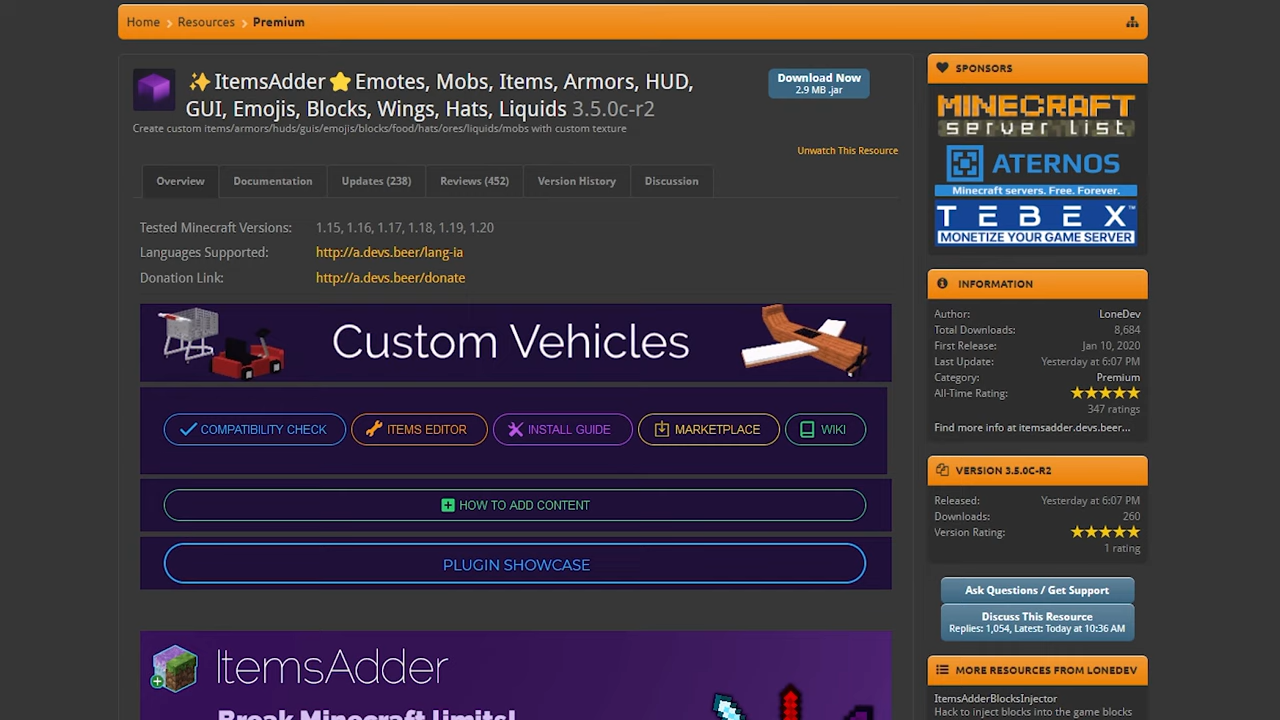 Home > Resources > Premium
✨ItemsAdder⭐Emotes, Mobs, Items, Armors, HUD,
GUI, Emojis, Blocks, Wings, Hats, Liquids 3.5.0c-r2
Create custom items/armors/huds/guis/emojis/blocks/food/hats/ores/liquids/mobs with custom texture
Download Now
2.9 MB .jar
Unwatch This Resource
Overview Documentation Updates (238) Reviews (452) Version History Discussion
Tested Minecraft Versions: 1.15, 1.16, 1.17, 1.18, 1.19, 1.20
Languages Supported: http://a.devs.beer/lang-ia
Donation Link: http://a.devs.beer/donate
Custom Vehicles
COMPATIBILITY CHECK ITEMS EDITOR INSTALL GUIDE MARKETPLACE WIKI
HOW TO ADD CONTENT
PLUGIN SHOWCASE
ItemsAdder
Break Minecraft limits!
SPONSORS
MINECRAFT
server list
ATERNOS
Minecraft servers. Free. Forever.
TEBEX™
MONETIZE YOUR GAME SERVER
INFORMATION
Author: LoneDev
Total Downloads: 8,684
First Release: Jan 10, 2020
Last Update: Yesterday at 6:07 PM
Category: Premium
All-Time Rating: ★★★★★
347 ratings
Find more info at itemsadder.devs.beer...
VERSION 3.5.0C-R2
Released: Yesterday at 6:07 PM
Downloads: 260
Version Rating: ★★★★★
1 rating
Ask Questions / Get Support
Discuss This Resource
Replies: 1,054, Latest: Today at 10:36 AM
MORE RESOURCES FROM LONEDEV
ItemsAdderBlocksInjector
Hack to inject blocks into the game blocks